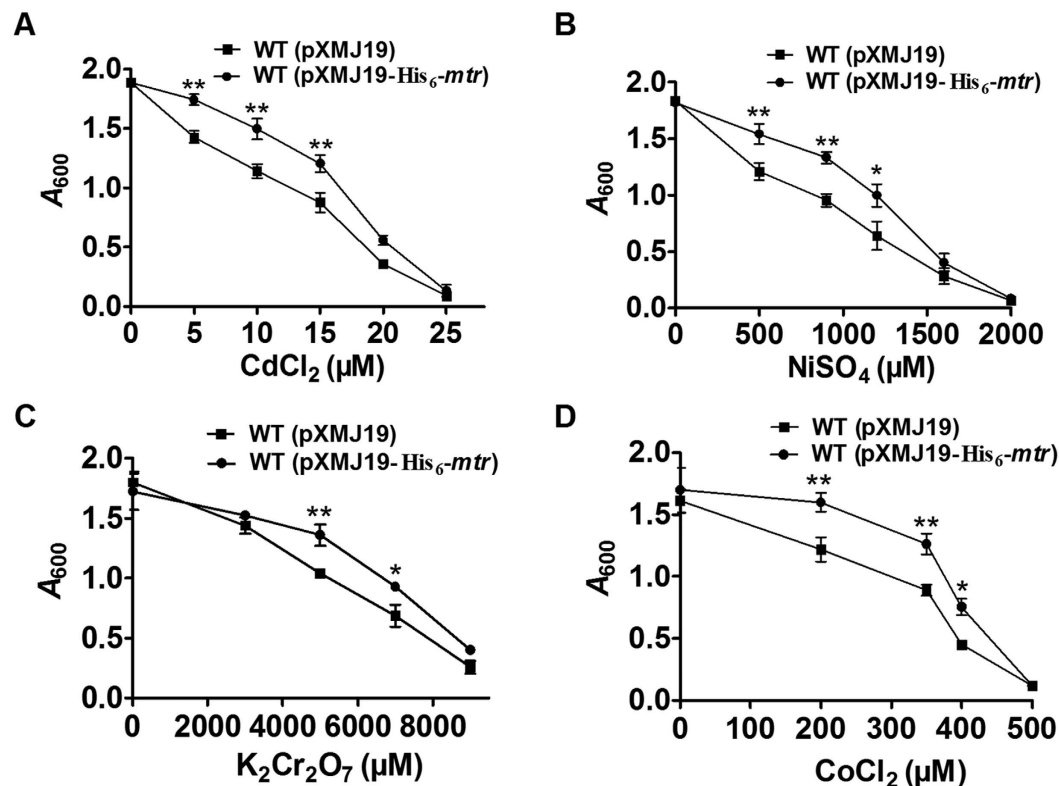 A
WT (pXMJ19)
WT (pXMJ19-His₆-mtr)
2.0
1.5
1.0
0.5
0.0
A₆₀₀
**
**
**
0 5 10 15 20 25
CdCl₂ (µM)
B
WT (pXMJ19)
WT (pXMJ19-His₆-mtr)
2.0
1.5
1.0
0.5
0.0
A₆₀₀
**
**
*
0 500 1000 1500 2000
NiSO₄ (µM)
C
WT (pXMJ19)
WT (pXMJ19-His₆-mtr)
2.0
1.5
1.0
0.5
0.0
A₆₀₀
**
*
0 2000 4000 6000 8000
K₂Cr₂O₇ (µM)
D
WT (pXMJ19)
WT (pXMJ19-His₆-mtr)
2.0
1.5
1.0
0.5
0.0
A₆₀₀
**
**
*
0 100 200 300 400 500
CoCl₂ (µM)